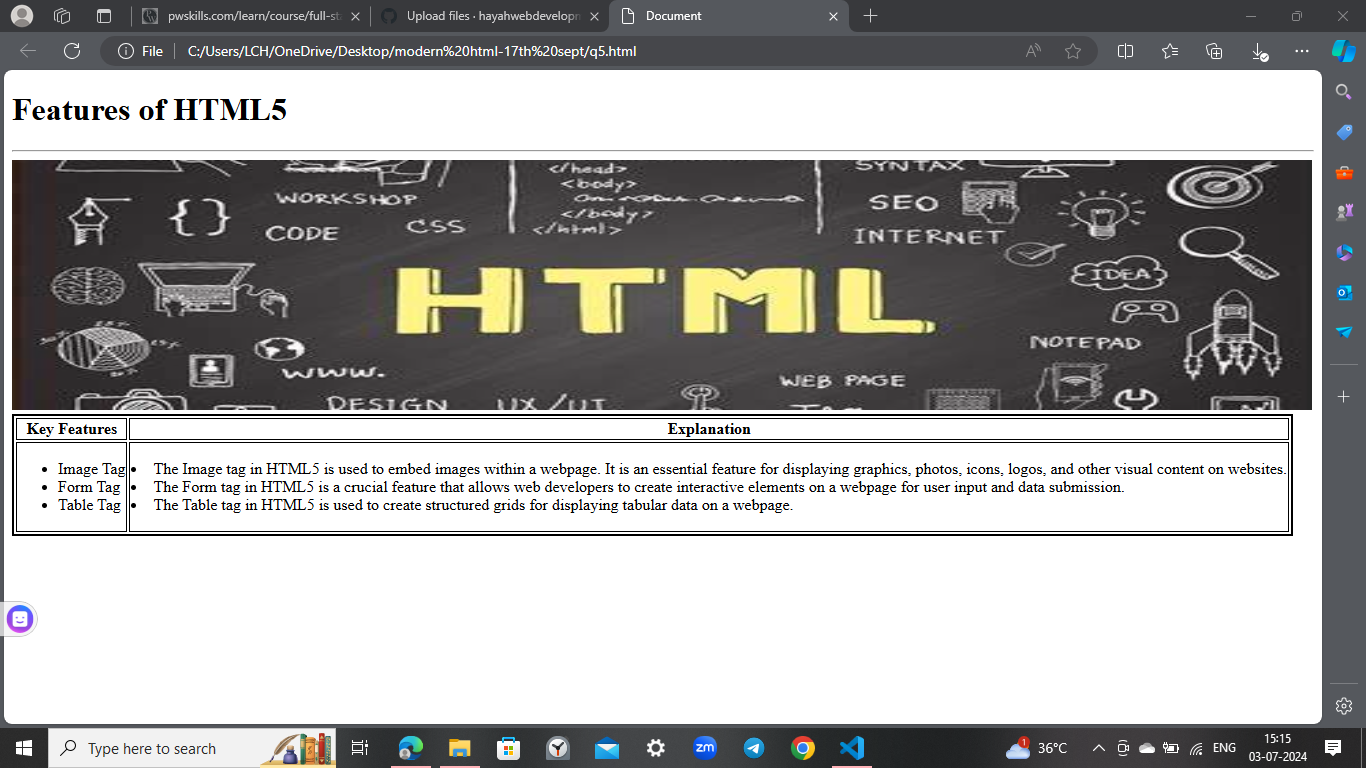 pwskills.com/learn/course/full-sta
Upload files · hayahwebdevelopm
Document
File
C:/Users/LCH/OneDrive/Desktop/modern%20html-17th%20sept/q5.html
Features of HTML5
</head>
<body>
</body>
</html>
SYNTAX
WORKSHOP
SEO
CODE
CSS
INTERNET
IDEA
HTML
NOTEPAD
WWW.
WEB PAGE
DESIGN
UX/UI
Tag
Key Features
Explanation
• Image Tag
• The Image tag in HTML5 is used to embed images within a webpage. It is an essential feature for displaying graphics, photos, icons, logos, and other visual content on websites.
• Form Tag
• The Form tag in HTML5 is a crucial feature that allows web developers to create interactive elements on a webpage for user input and data submission.
• Table Tag
• The Table tag in HTML5 is used to create structured grids for displaying tabular data on a webpage.
Type here to search
zm
1
36°C
ENG
15:15
03-07-2024